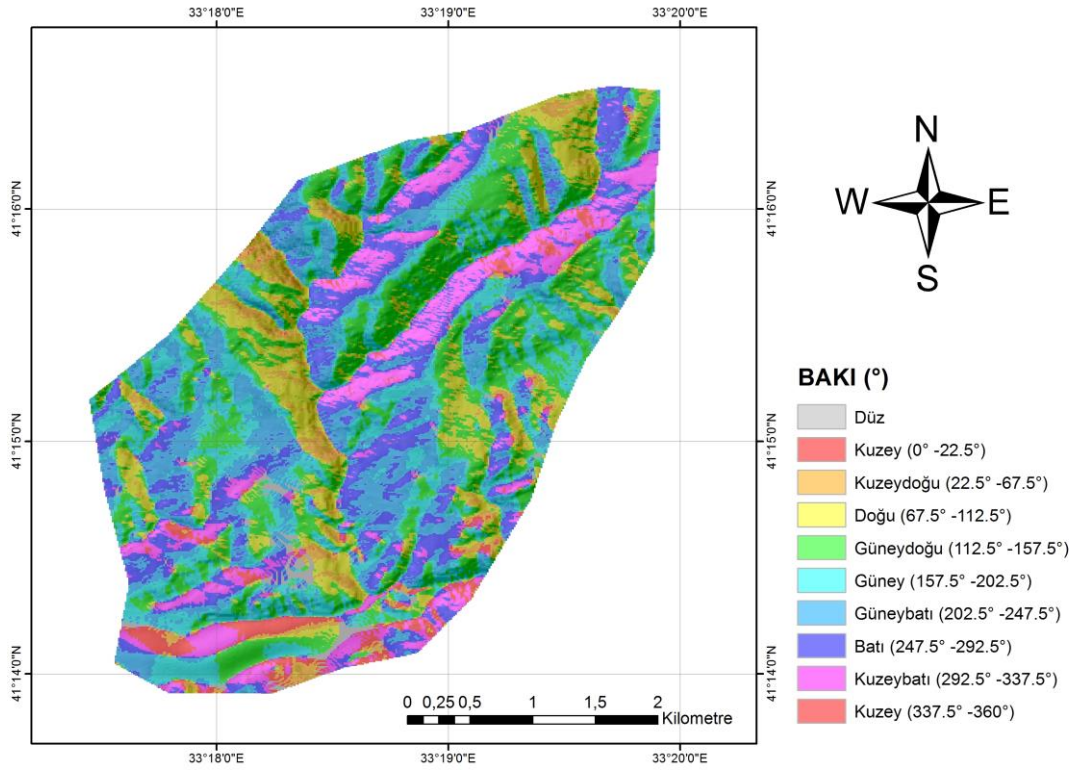 33°18'0"E 33°19'0"E 33°20'0"E
41°16'0"N 41°16'0"N
41°15'0"N 41°15'0"N
41°14'0"N 41°14'0"N
N
W E
S
BAKI (°)
Düz
Kuzey (0° -22.5°)
Kuzeydoğu (22.5° -67.5°)
Doğu (67.5° -112.5°)
Güneydoğu (112.5° -157.5°)
Güney (157.5° -202.5°)
Güneybatı (202.5° -247.5°)
Batı (247.5° -292.5°)
Kuzeybatı (292.5° -337.5°)
Kuzey (337.5° -360°)
0 0,25 0,5 1 1,5 2
Kilometre
33°18'0"E 33°19'0"E 33°20'0"E